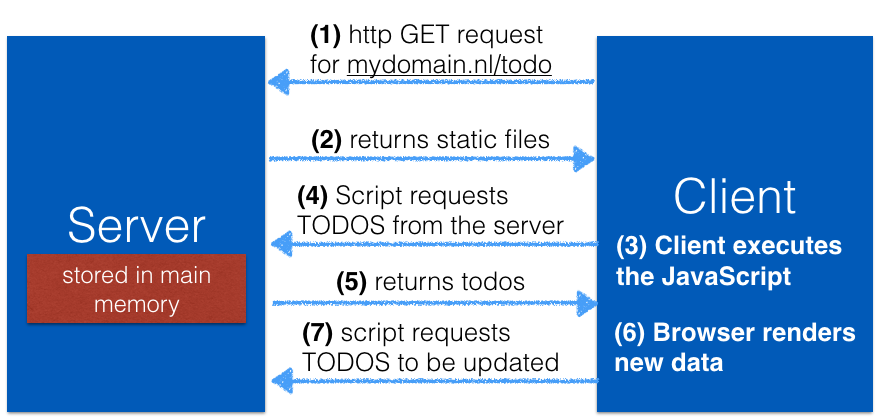 (1) http GET request
for mydomain.nl/todo
(2) returns static files
(4) Script requests
TODOS from the server
(5) returns todos
(7) script requests
TODOS to be updated
Server
stored in main
memory
Client
(3) Client executes
the JavaScript
(6) Browser renders
new data